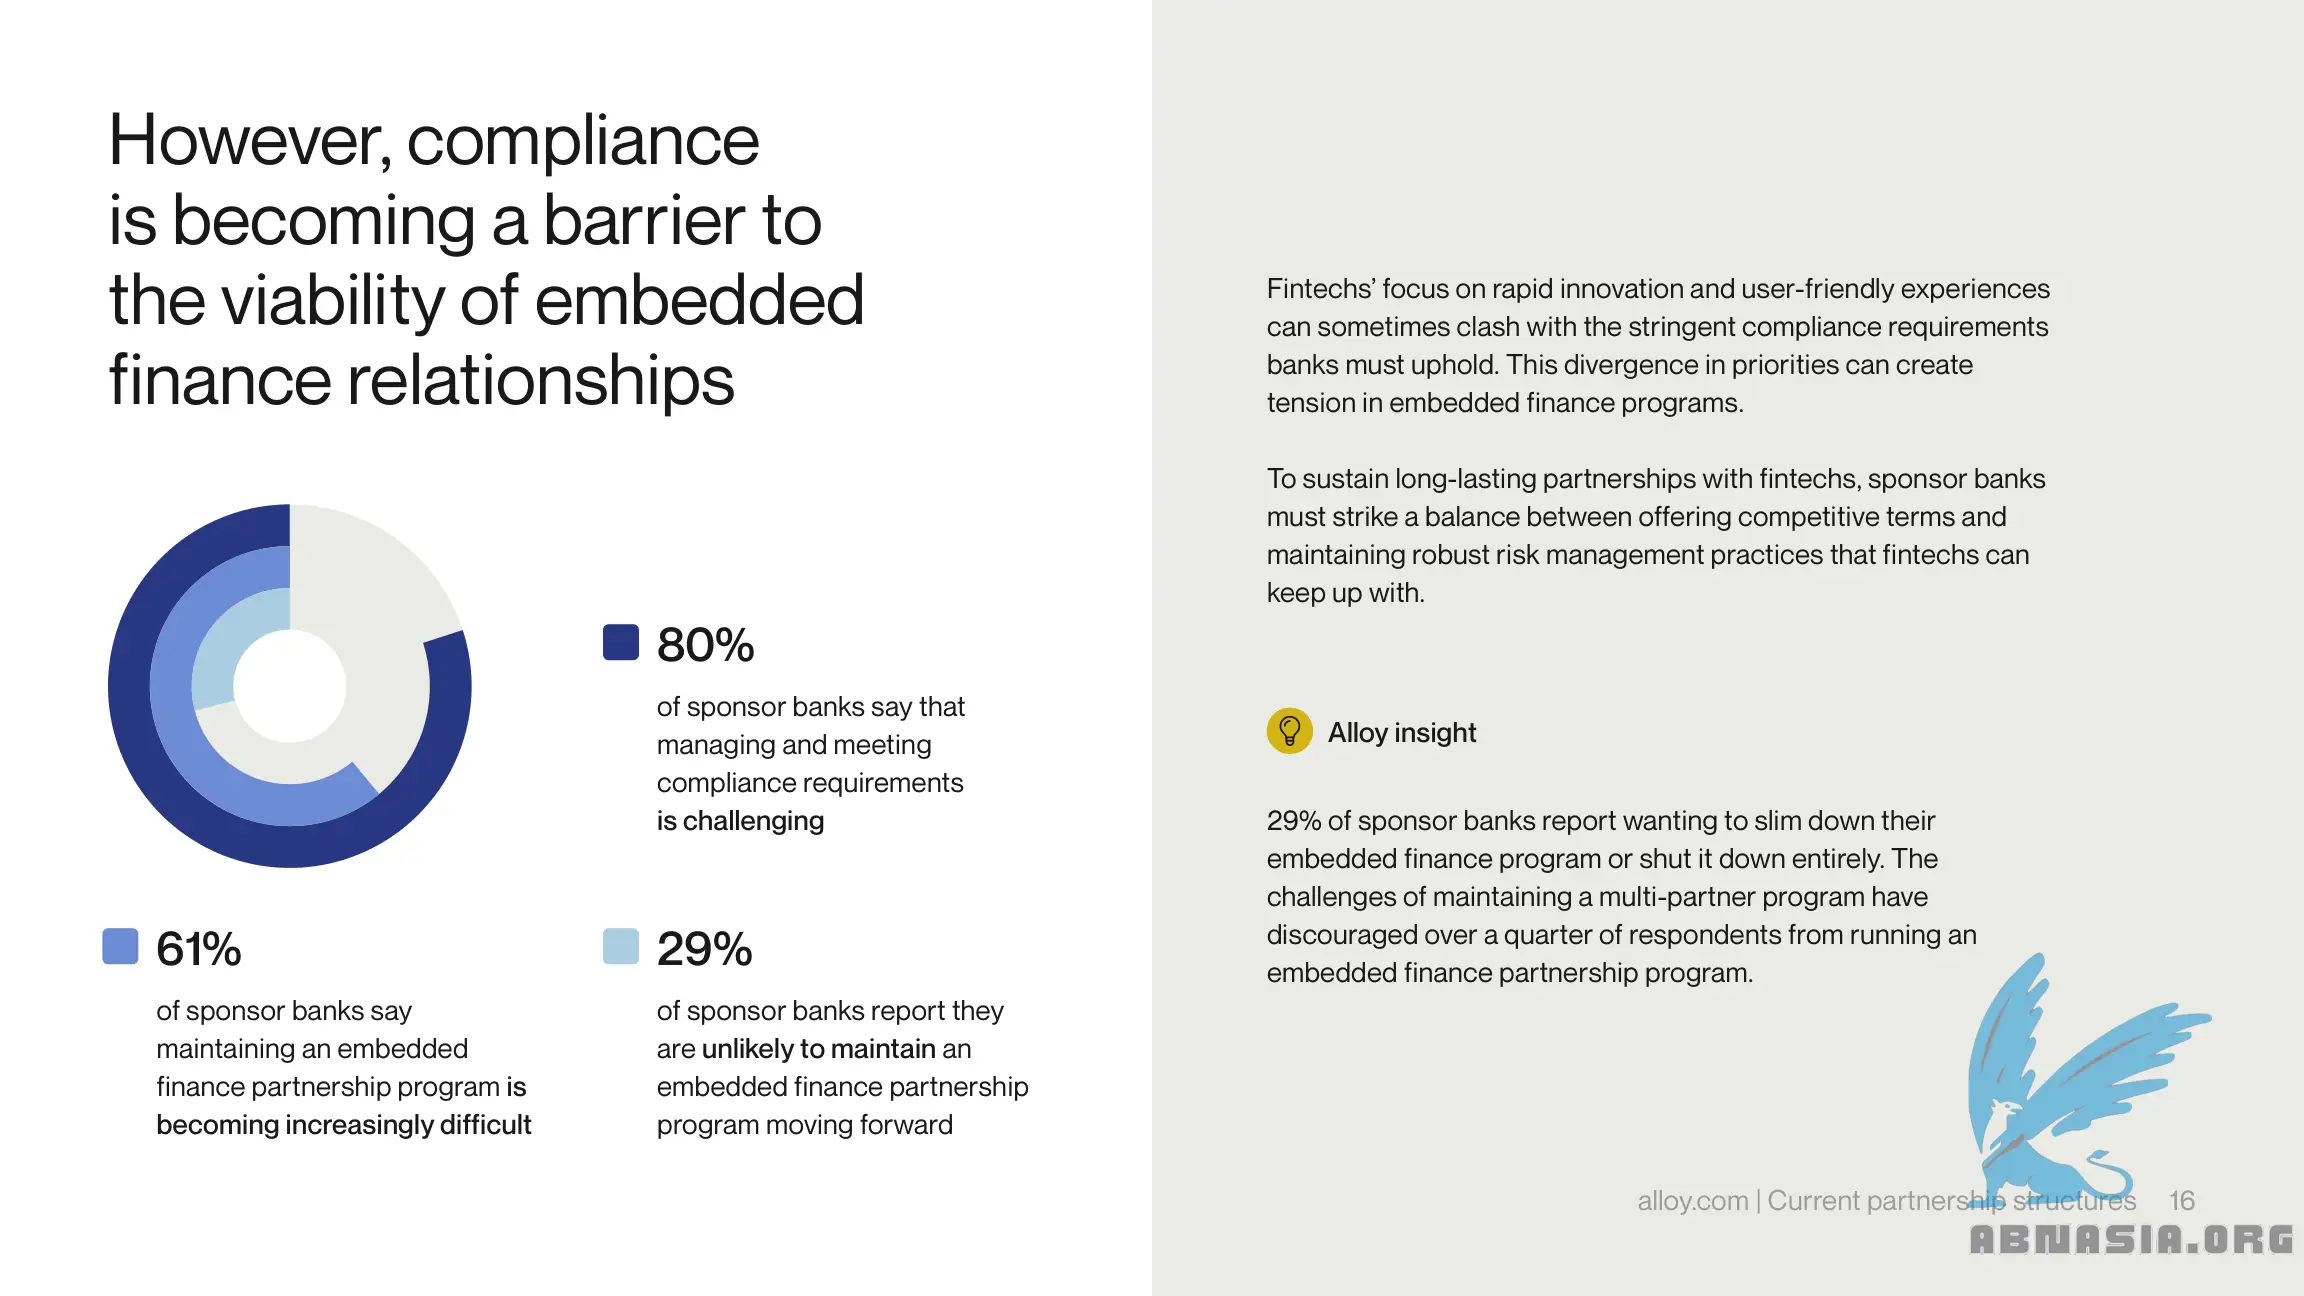 However, compliance
is becoming a barrier to
the viability of embedded
finance relationships
80%
of sponsor banks say that
managing and meeting
compliance requirements
is challenging
61%
of sponsor banks say
maintaining an embedded
finance partnership program is
becoming increasingly difficult
29%
of sponsor banks report they
are unlikely to maintain an
embedded finance partnership
program moving forward
Fintechs’ focus on rapid innovation and user-friendly experiences
can sometimes clash with the stringent compliance requirements
banks must uphold. This divergence in priorities can create
tension in embedded finance programs.
To sustain long-lasting partnerships with fintechs, sponsor banks
must strike a balance between offering competitive terms and
maintaining robust risk management practices that fintechs can
keep up with.
Alloy insight
29% of sponsor banks report wanting to slim down their
embedded finance program or shut it down entirely. The
challenges of maintaining a multi-partner program have
discouraged over a quarter of respondents from running an
embedded finance partnership program.
alloy.com | Current partnership structures 16
ABNASIA.ORG